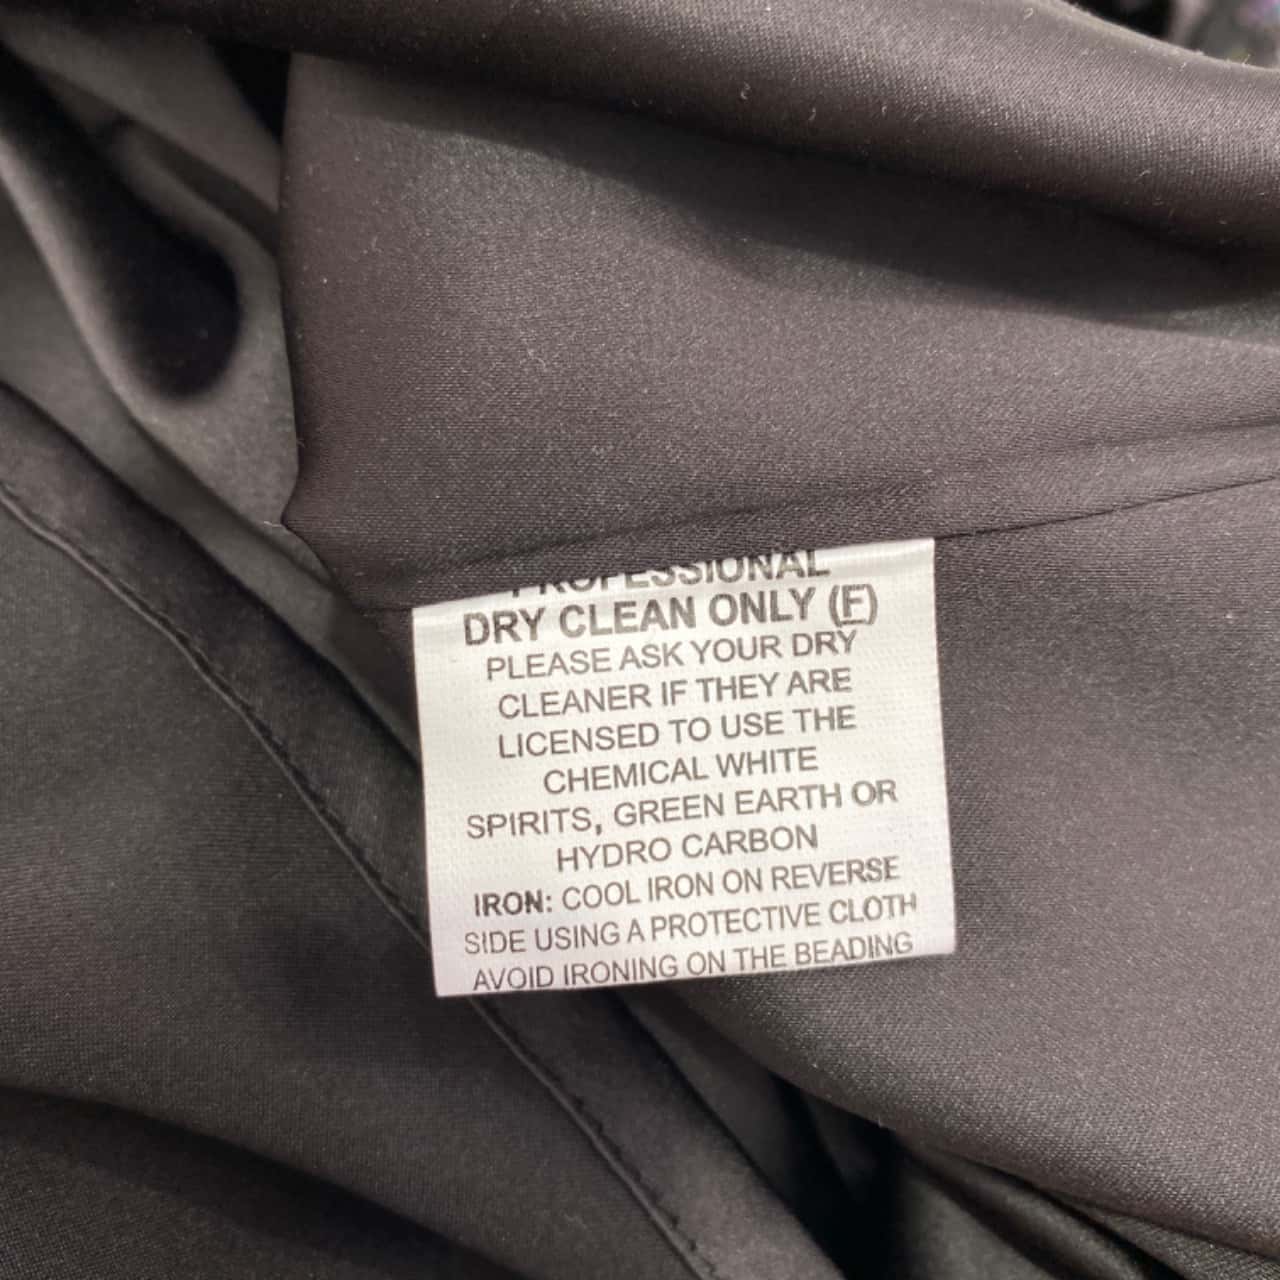 PROFESSIONAL
DRY CLEAN ONLY (F)
PLEASE ASK YOUR DRY
CLEANER IF THEY ARE
LICENSED TO USE THE
CHEMICAL WHITE
SPIRITS, GREEN EARTH OR
HYDRO CARBON
IRON: COOL IRON ON REVERSE
SIDE USING A PROTECTIVE CLOTH
AVOID IRONING ON THE BEADING